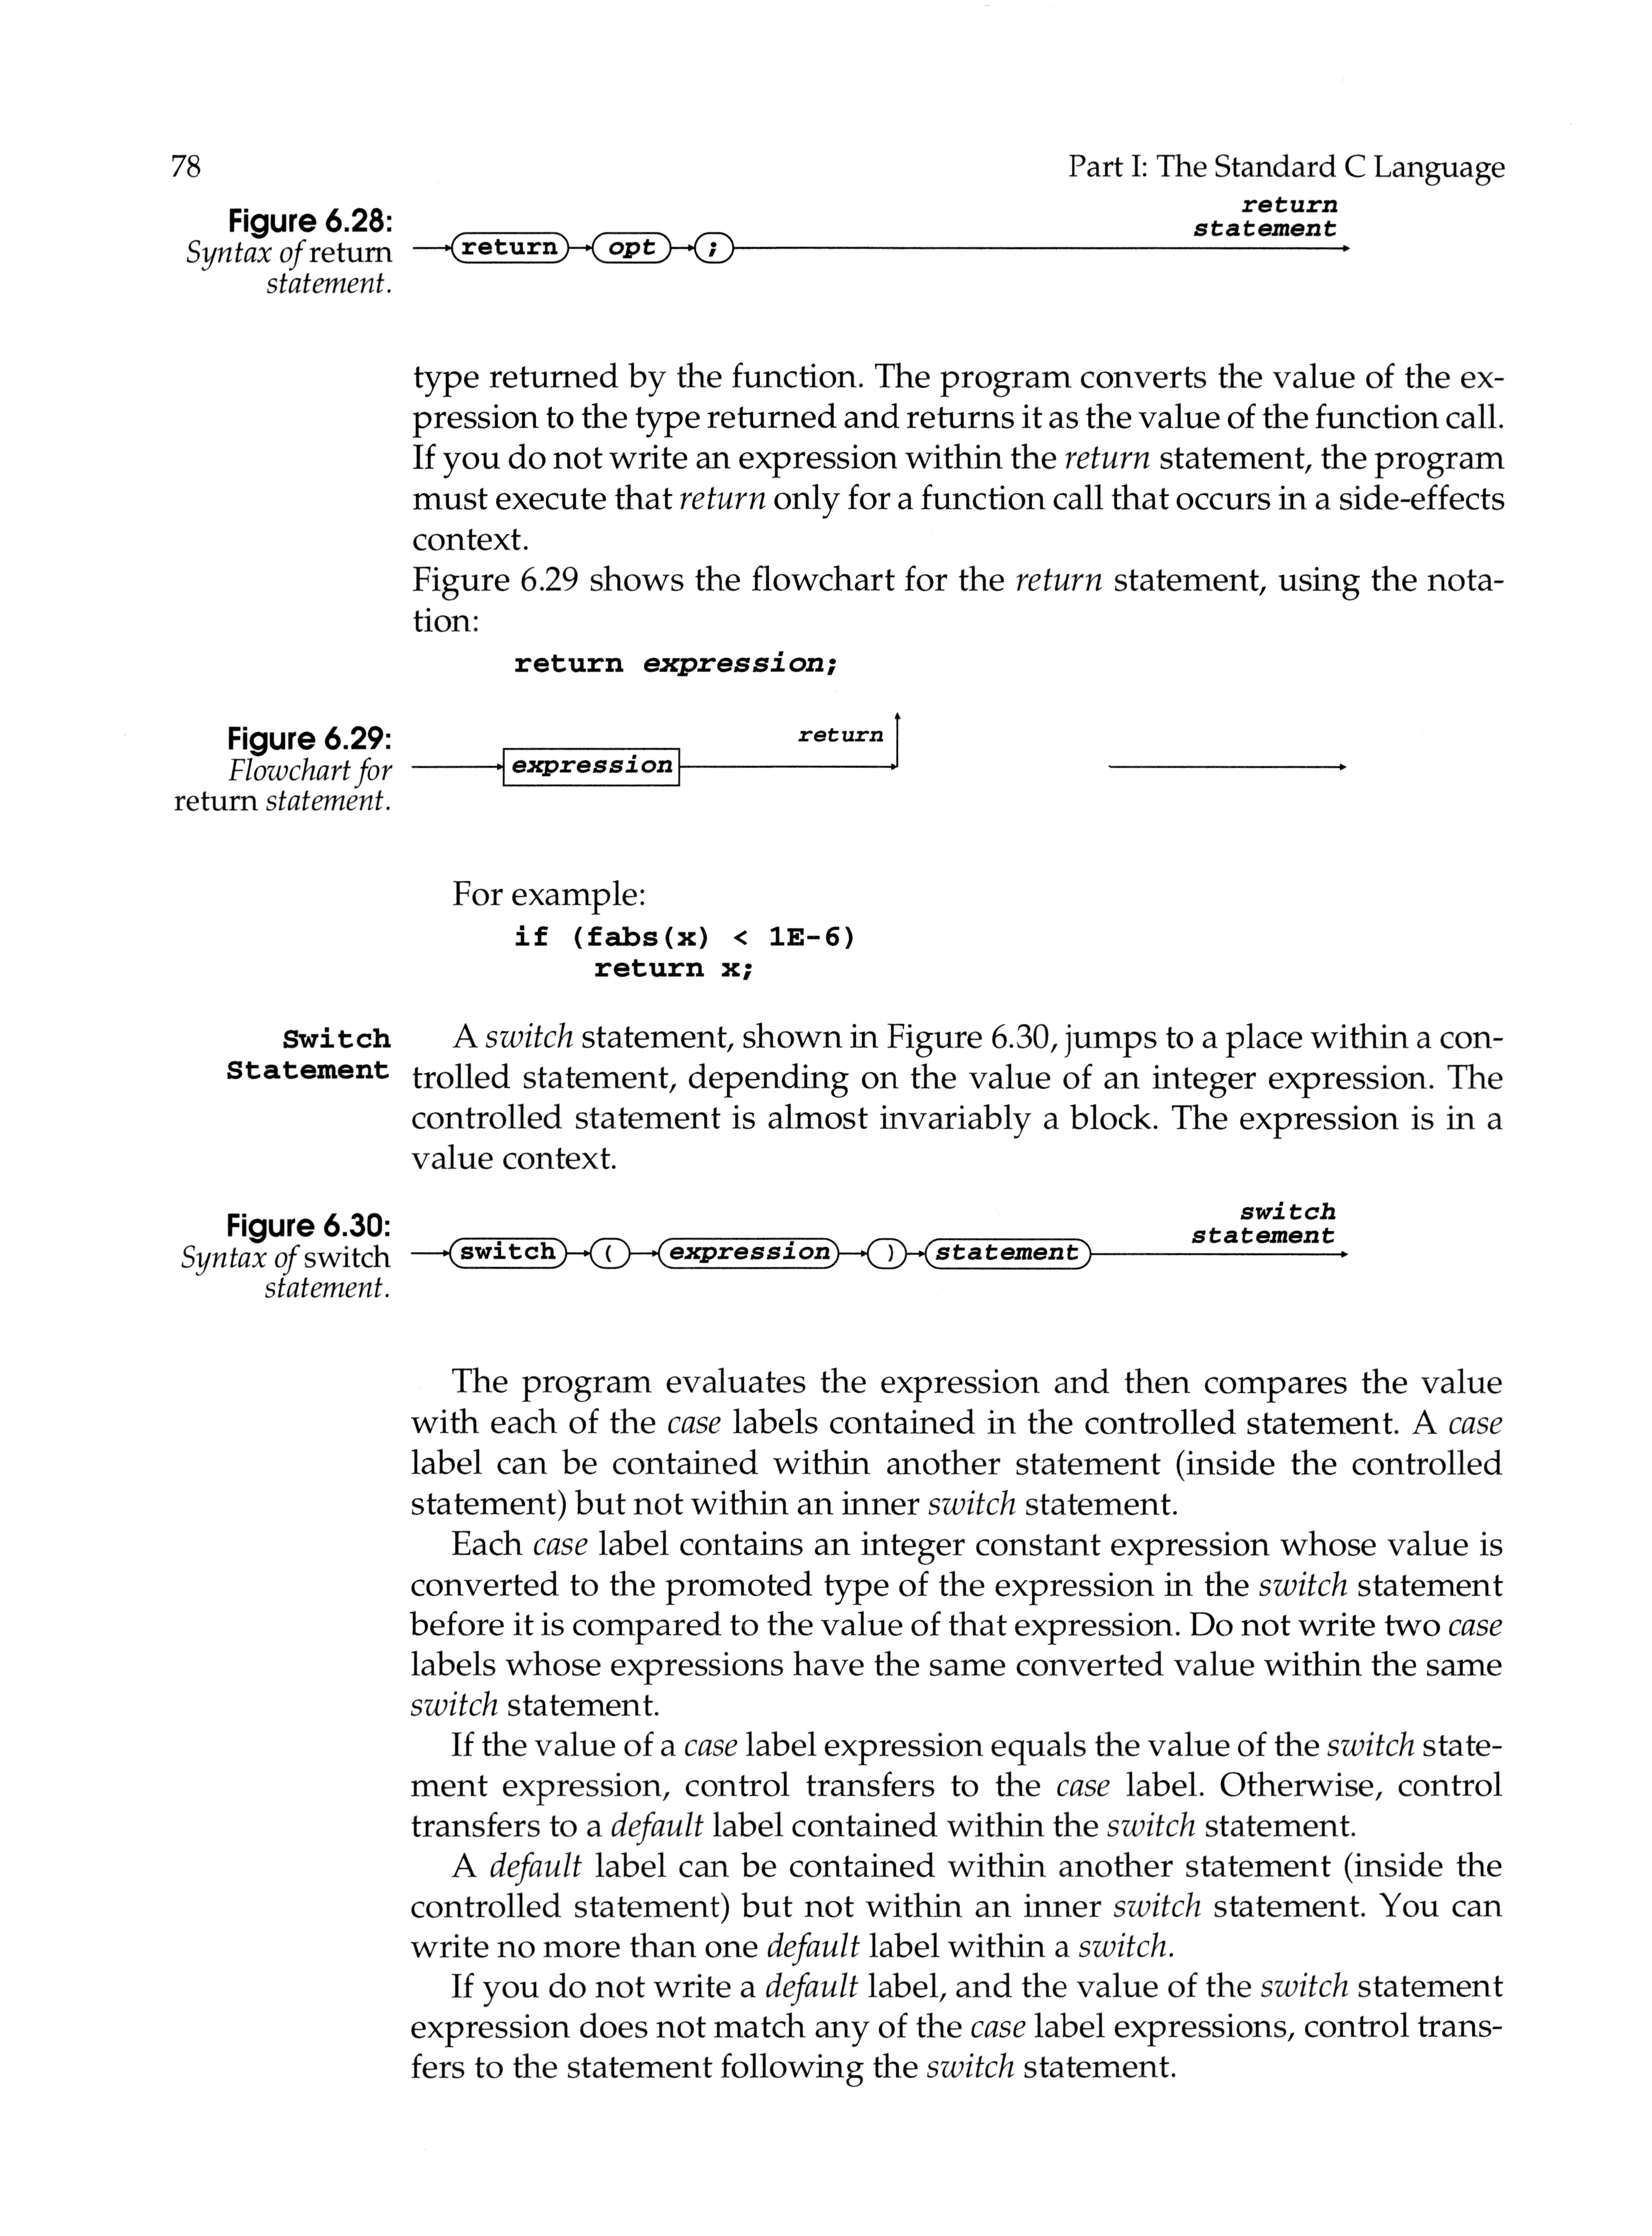 78
Part I: The Standard C Language
Figure 6.28:
Syntax of return
statement.
return opt ;
return
statement
type returned by the function. The program converts the value of the ex-
pression to the type returned and returns it as the value of the function call.
If you do not write an expression within the return statement, the program
must execute that return only for a function call that occurs in a side-effects
context.
Figure 6.29 shows the flowchart for the return statement, using the nota-
tion:
return expression;
Figure 6.29:
Flowchart for
return statement.
expression
return
For example:
if (fabs(x) < 1E-6)
return x;
Switch
Statement
A switch statement, shown in Figure 6.30, jumps to a place within a con-
trolled statement, depending on the value of an integer expression. The
controlled statement is almost invariably a block. The expression is in a
value context.
Figure 6.30:
Syntax of switch
statement.
switch ( expression ) statement
switch
statement
The program evaluates the expression and then compares the value
with each of the case labels contained in the controlled statement. A case
label can be contained within another statement (inside the controlled
statement) but not within an inner switch statement.
Each case label contains an integer constant expression whose value is
converted to the promoted type of the expression in the switch statement
before it is compared to the value of that expression. Do not write two case
labels whose expressions have the same converted value within the same
switch statement.
If the value of a case label expression equals the value of the switch state-
ment expression, control transfers to the case label. Otherwise, control
transfers to a default label contained within the switch statement.
A default label can be contained within another statement (inside the
controlled statement) but not within an inner switch statement. You can
write no more than one default label within a switch.
If you do not write a default label, and the value of the switch statement
expression does not match any of the case label expressions, control trans-
fers to the statement following the switch statement.